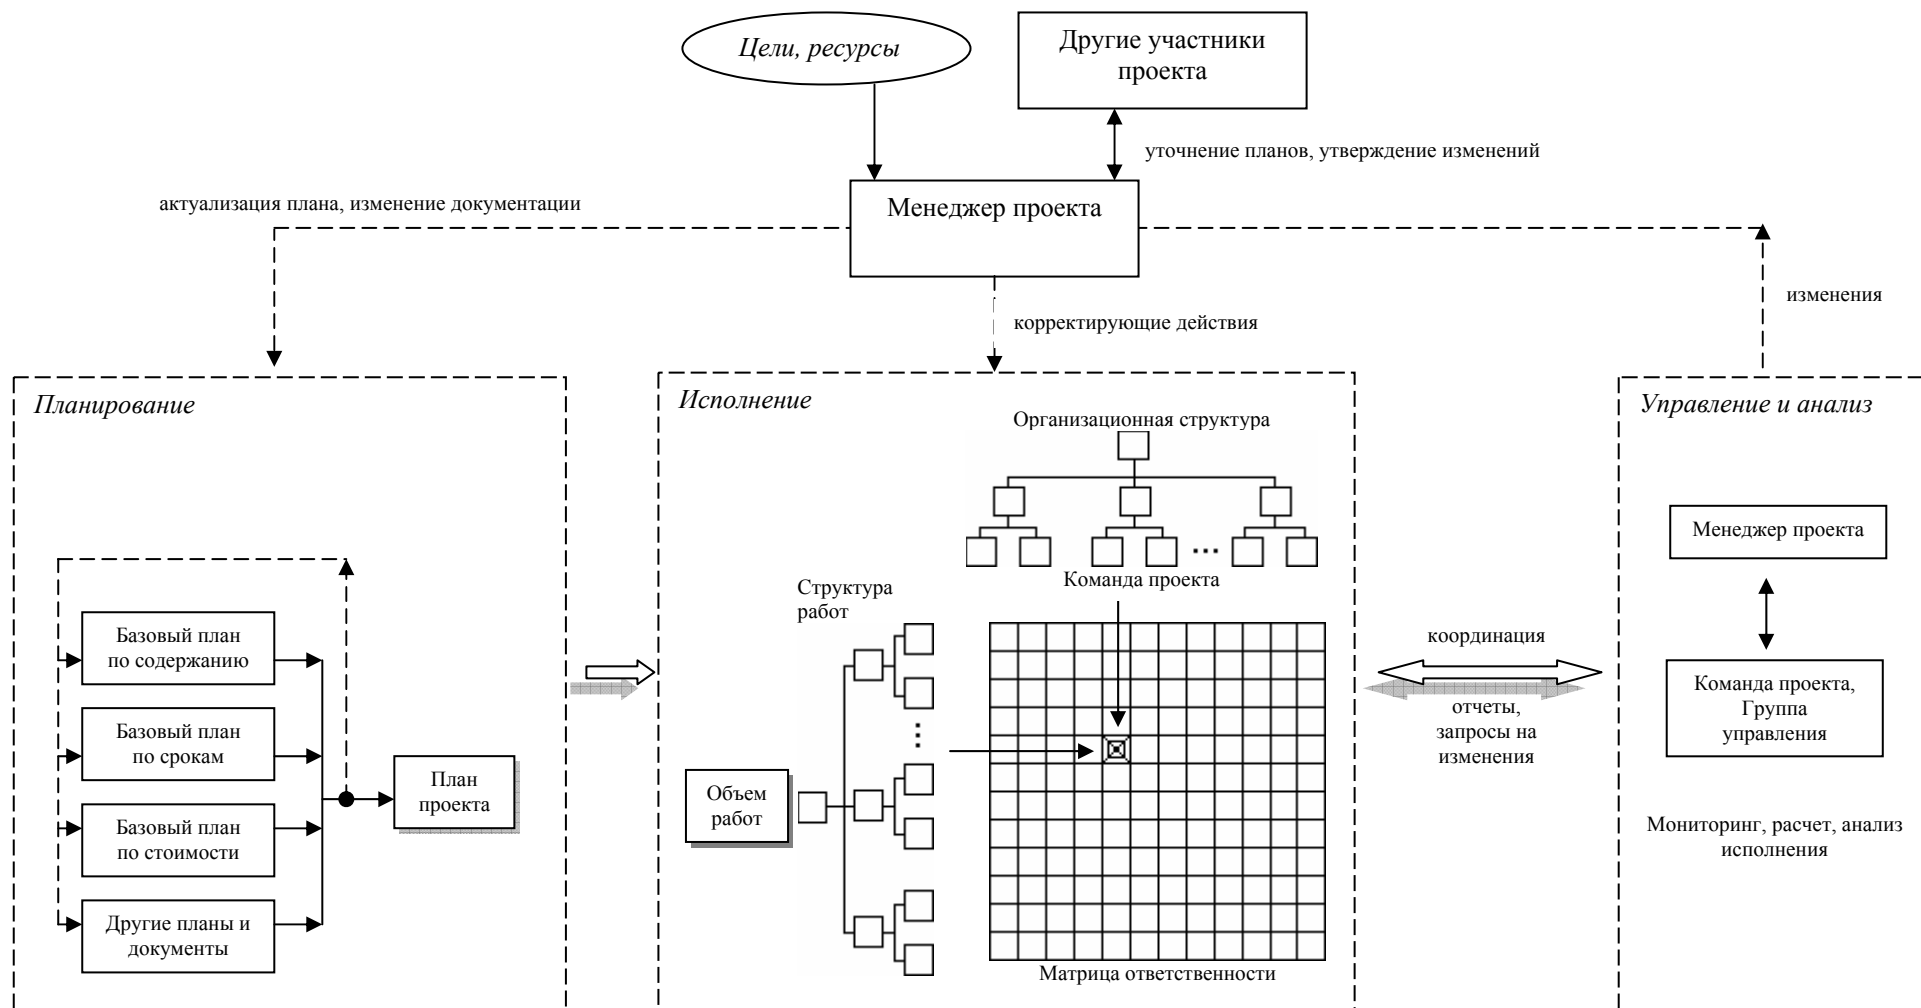 Цели, ресурсы
Другие участники
проекта
уточнение планов, утверждение изменений
Менеджер проекта
актуализация плана, изменение документации
изменения
корректирующие действия
Планирование
Базовый план
по содержанию
Базовый план
по срокам
Базовый план
по стоимости
Другие планы и
документы
План
проекта
Исполнение
Организационная структура
Команда проекта
Структура
работ
Объем
работ
Матрица ответственности
координация
отчеты,
запросы на
изменения
Управление и анализ
Менеджер проекта
Команда проекта,
Группа
управления
Мониторинг, расчет, анализ
исполнения